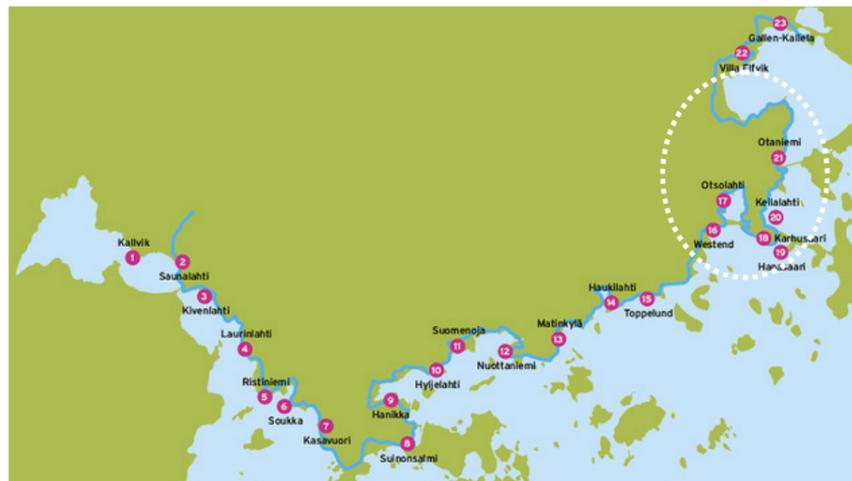 1 Kallvik
2 Saunalahti
3 Kivenlahti
4 Laurinlahti
5 Ristiniemi
6 Soukka
7 Kasavuori
8 Suinonsalmi
9 Hanikka
10 Hyljelahti
11 Suomenoja
12 Nuottaniemi
13 Matinkylä
14 Haukilahti
15 Toppelund
16 Westend
17 Otsolahti
18 Karhusaari
19 Hanasaari
20 Keilalahti
21 Otaniemi
22 Villa Elfvik
23 Gallen-Kallela